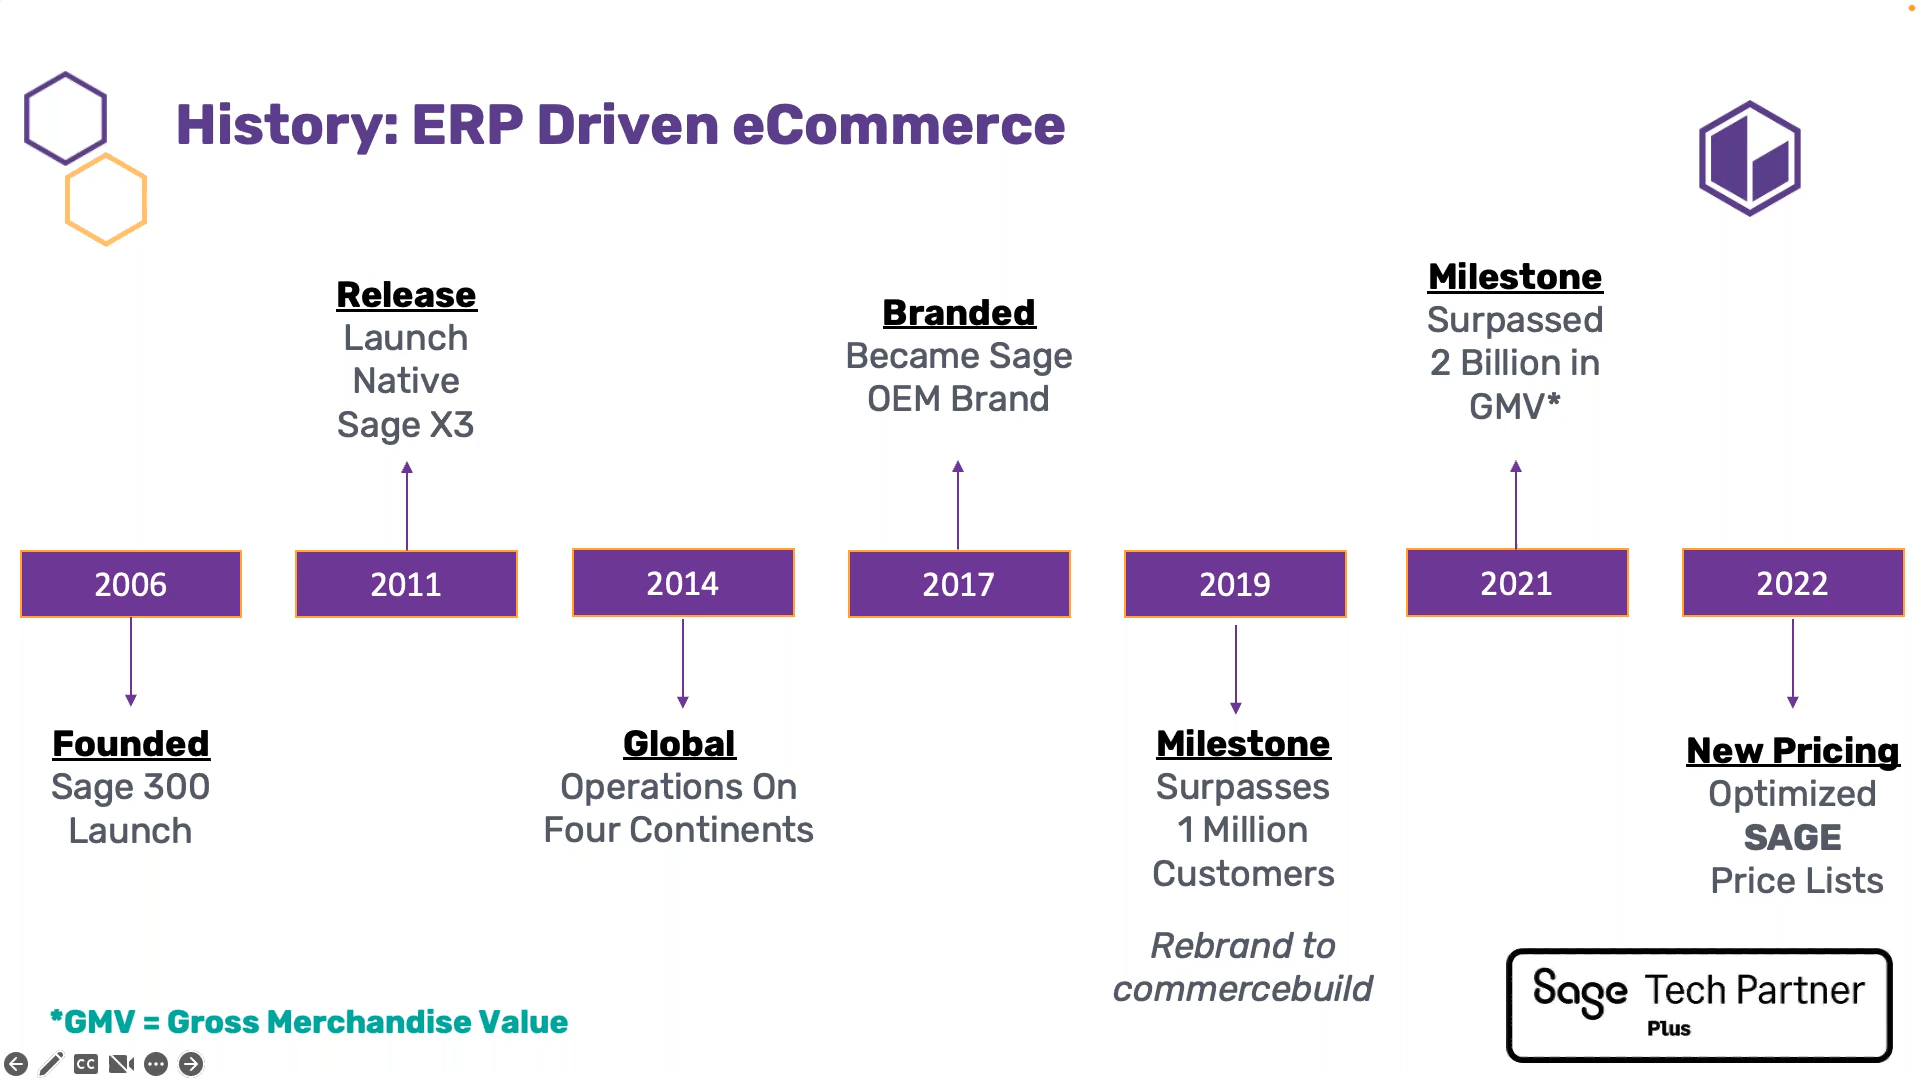 History: ERP Driven eCommerce
Release
Launch
Native
Sage X3
Branded
Became Sage
OEM Brand
Milestone
Surpassed
2 Billion in
GMV*
2006
2011
2014
2017
2019
2021
2022
Founded
Sage 300
Launch
Global
Operations On
Four Continents
Milestone
Surpasses
1 Million
Customers
Rebrand to
commercebuild
New Pricing
Optimized
SAGE
Price Lists
*GMV = Gross Merchandise Value
Sage Tech Partner
Plus
CC